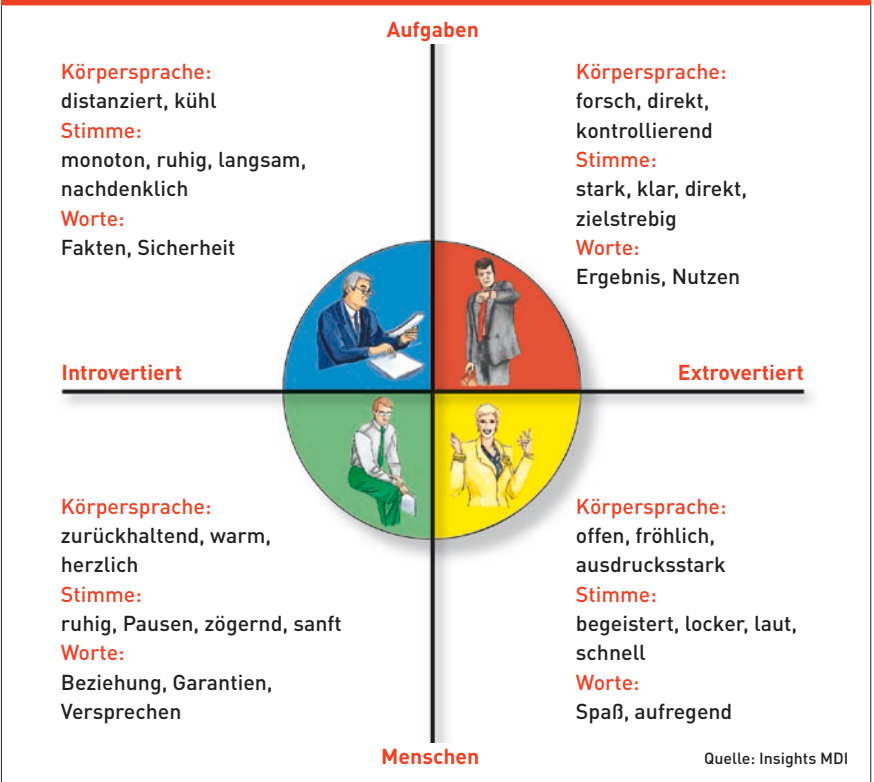 Aufgaben
Körpersprache:
distanziert, kühl
Stimme:
monoton, ruhig, langsam,
nachdenklich
Worte:
Fakten, Sicherheit
Körpersprache:
forsch, direkt,
kontrollierend
Stimme:
stark, klar, direkt,
zielstrebig
Worte:
Ergebnis, Nutzen
Introvertiert
Extrovertiert
Körpersprache:
zurückhaltend, warm,
herzlich
Stimme:
ruhig, Pausen, zögernd, sanft
Worte:
Beziehung, Garantien,
Versprechen
Körpersprache:
offen, fröhlich,
ausdrucksstark
Stimme:
begeistert, locker, laut,
schnell
Worte:
Spaß, aufregend
Menschen
Quelle: Insights MDI